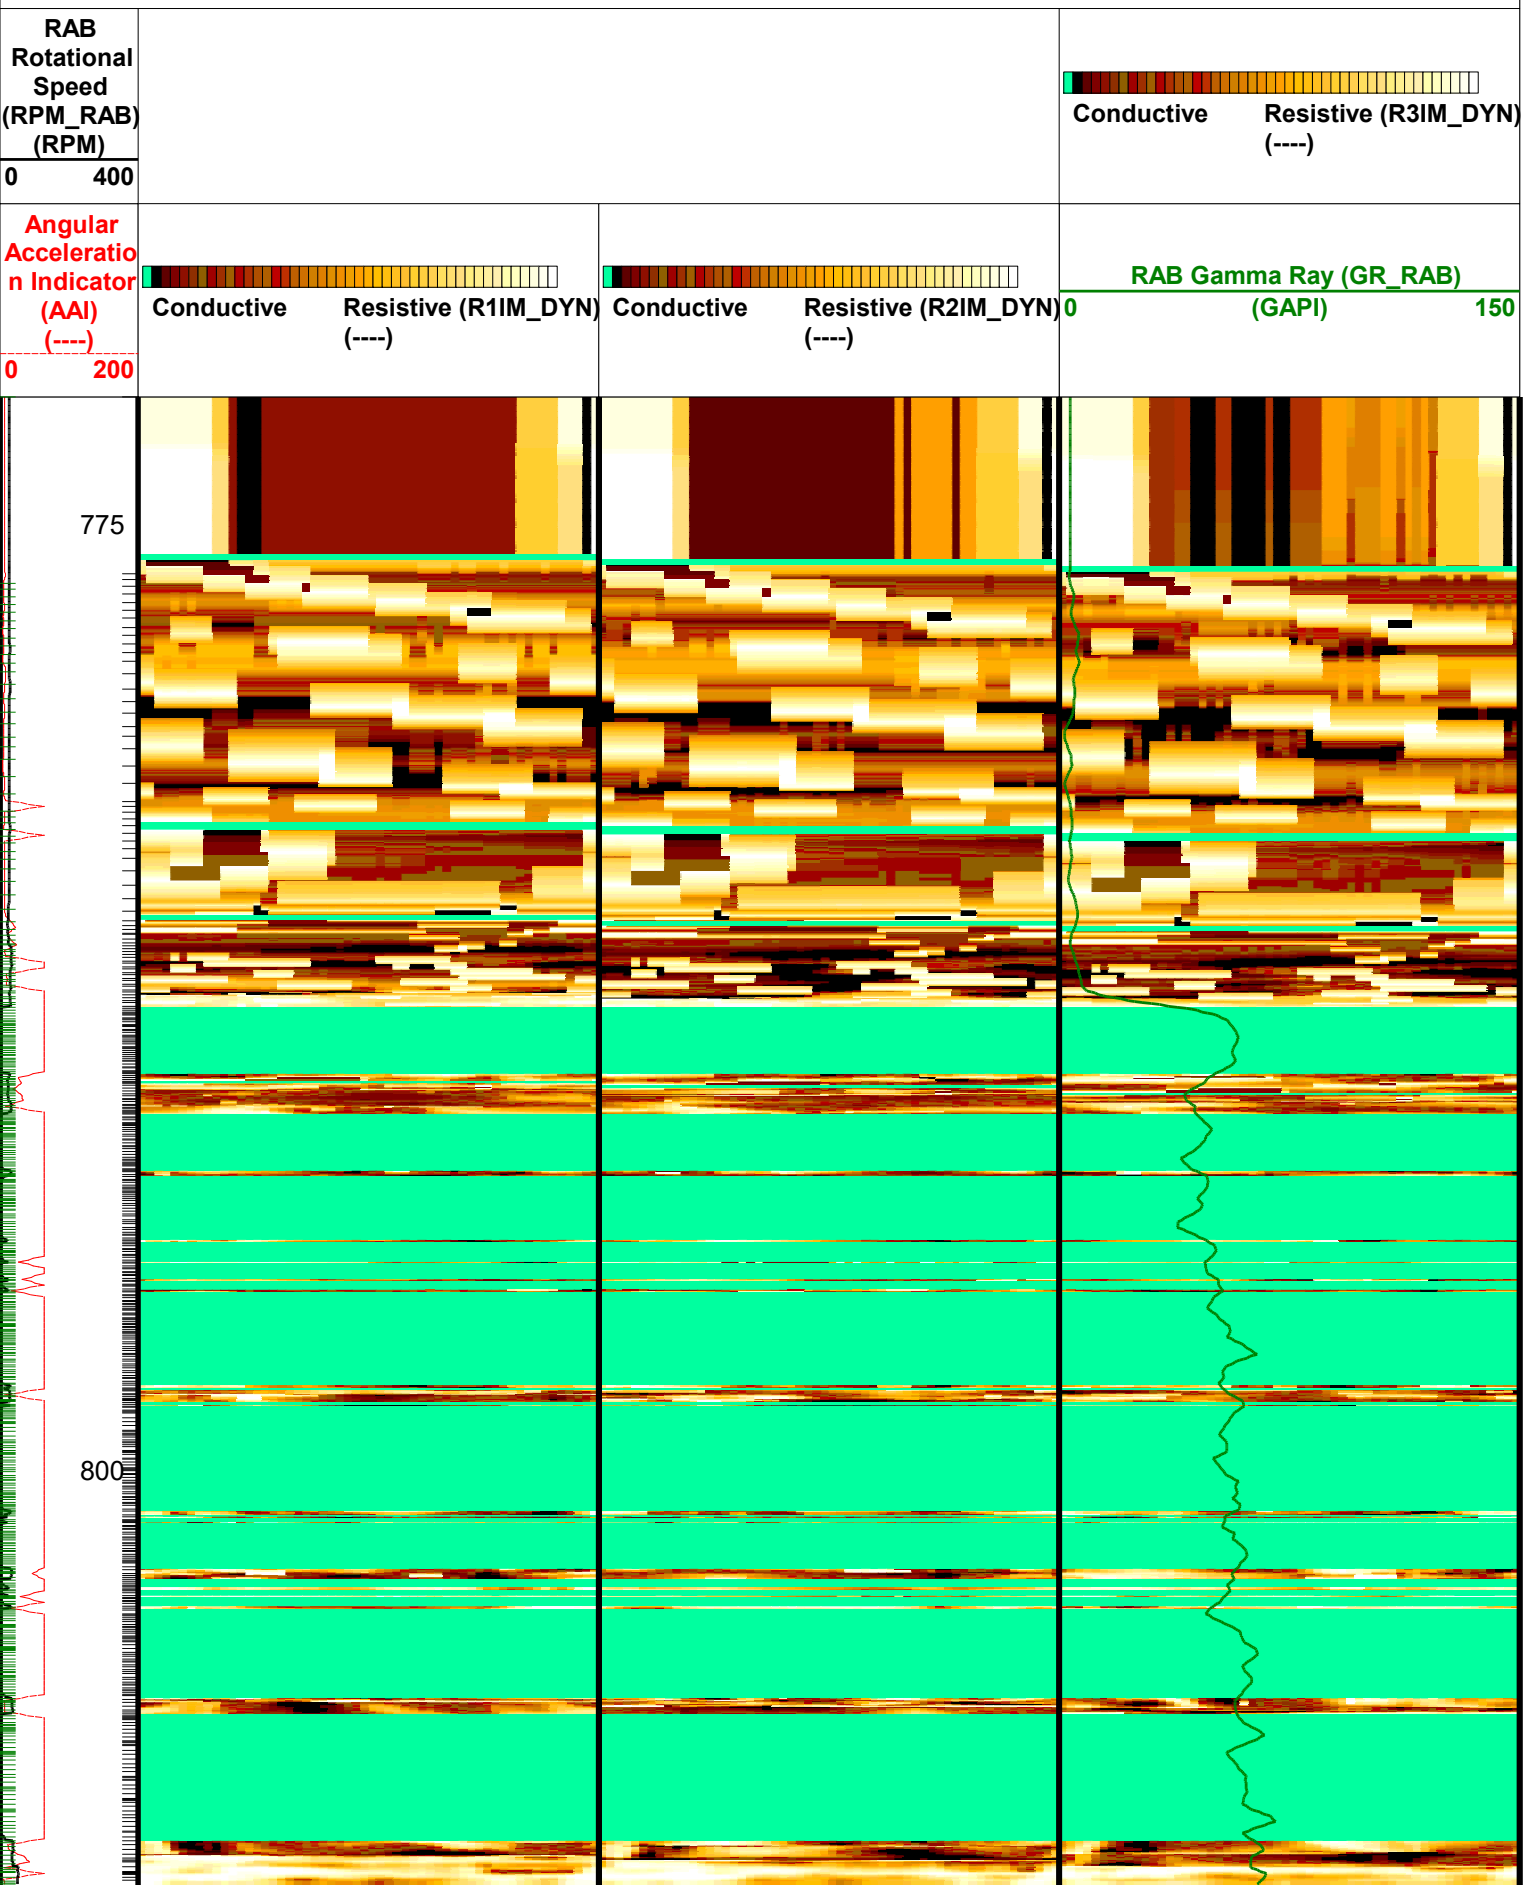 RAB
Rotational
Speed
(RPM_RAB)
(RPM)
0 400
Conductive Resistive (R3IM_DYN)
(----)
Angular
Acceleratio
n Indicator
(AAI)
(----)
0 200
Conductive Resistive (R1IM_DYN)
(----)
Conductive Resistive (R2IM_DYN)
(----)
RAB Gamma Ray (GR_RAB)
0 (GAPI) 150
775
800